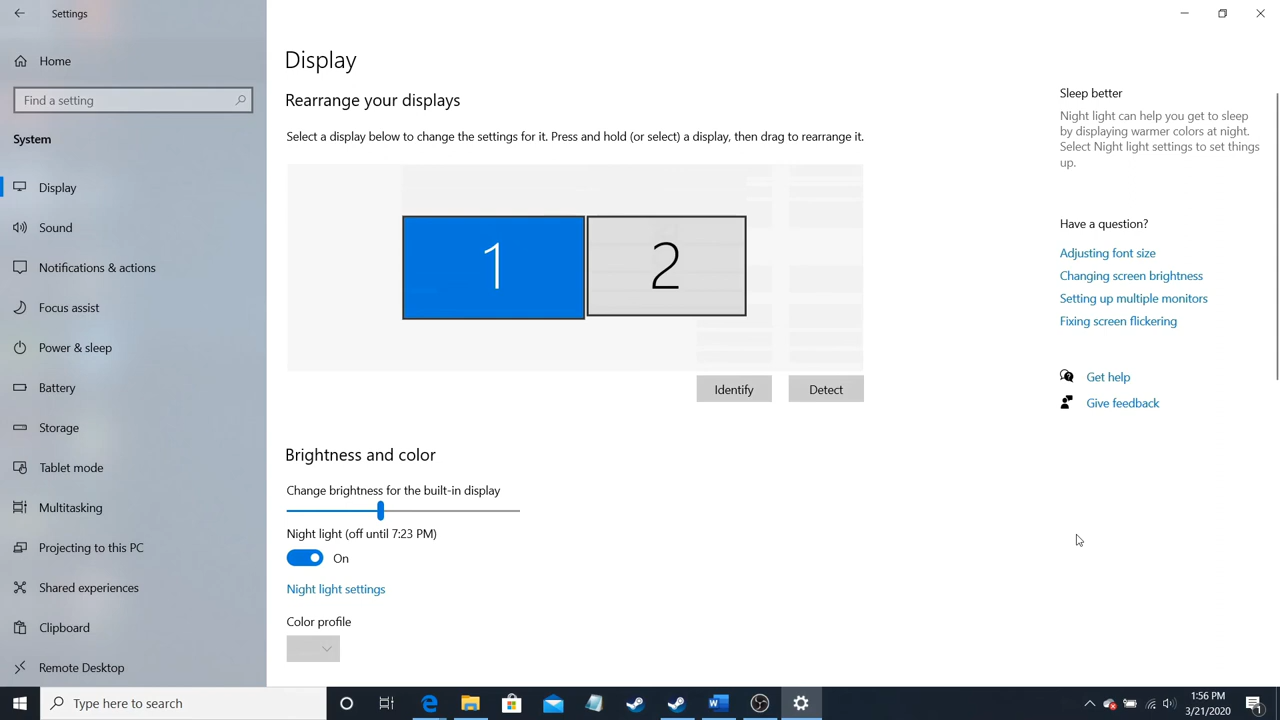 Settings
Home
Find a setting
System
Display
Sound
Notifications & actions
Focus assist
Power & sleep
Battery
Storage
Tablet mode
Multitasking
Projecting to this PC
Shared experiences
Clipboard
Remote Desktop
Display
Rearrange your displays
Select a display below to change the settings for it. Press and hold (or select) a display, then drag to rearrange it.
1
2
Identify
Detect
Brightness and color
Change brightness for the built-in display
Night light (off until 7:23 PM)
On
Night light settings
Color profile
Sleep better
Night light can help you get to sleep
by displaying warmer colors at night.
Select Night light settings to set things
up.
Have a question?
Adjusting font size
Changing screen brightness
Setting up multiple monitors
Fixing screen flickering
Get help
Give feedback
Type here to search
1:56 PM
3/21/2020
1